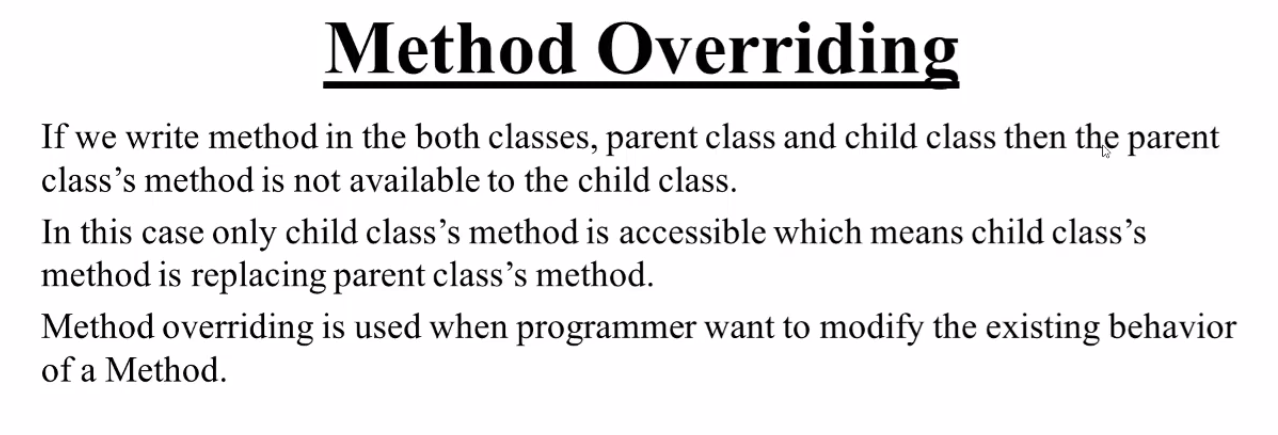 Method Overriding
If we write method in the both classes, parent class and child class then the parent
class’s method is not available to the child class.
In this case only child class’s method is accessible which means child class’s
method is replacing parent class’s method.
Method overriding is used when programmer want to modify the existing behavior
of a Method.